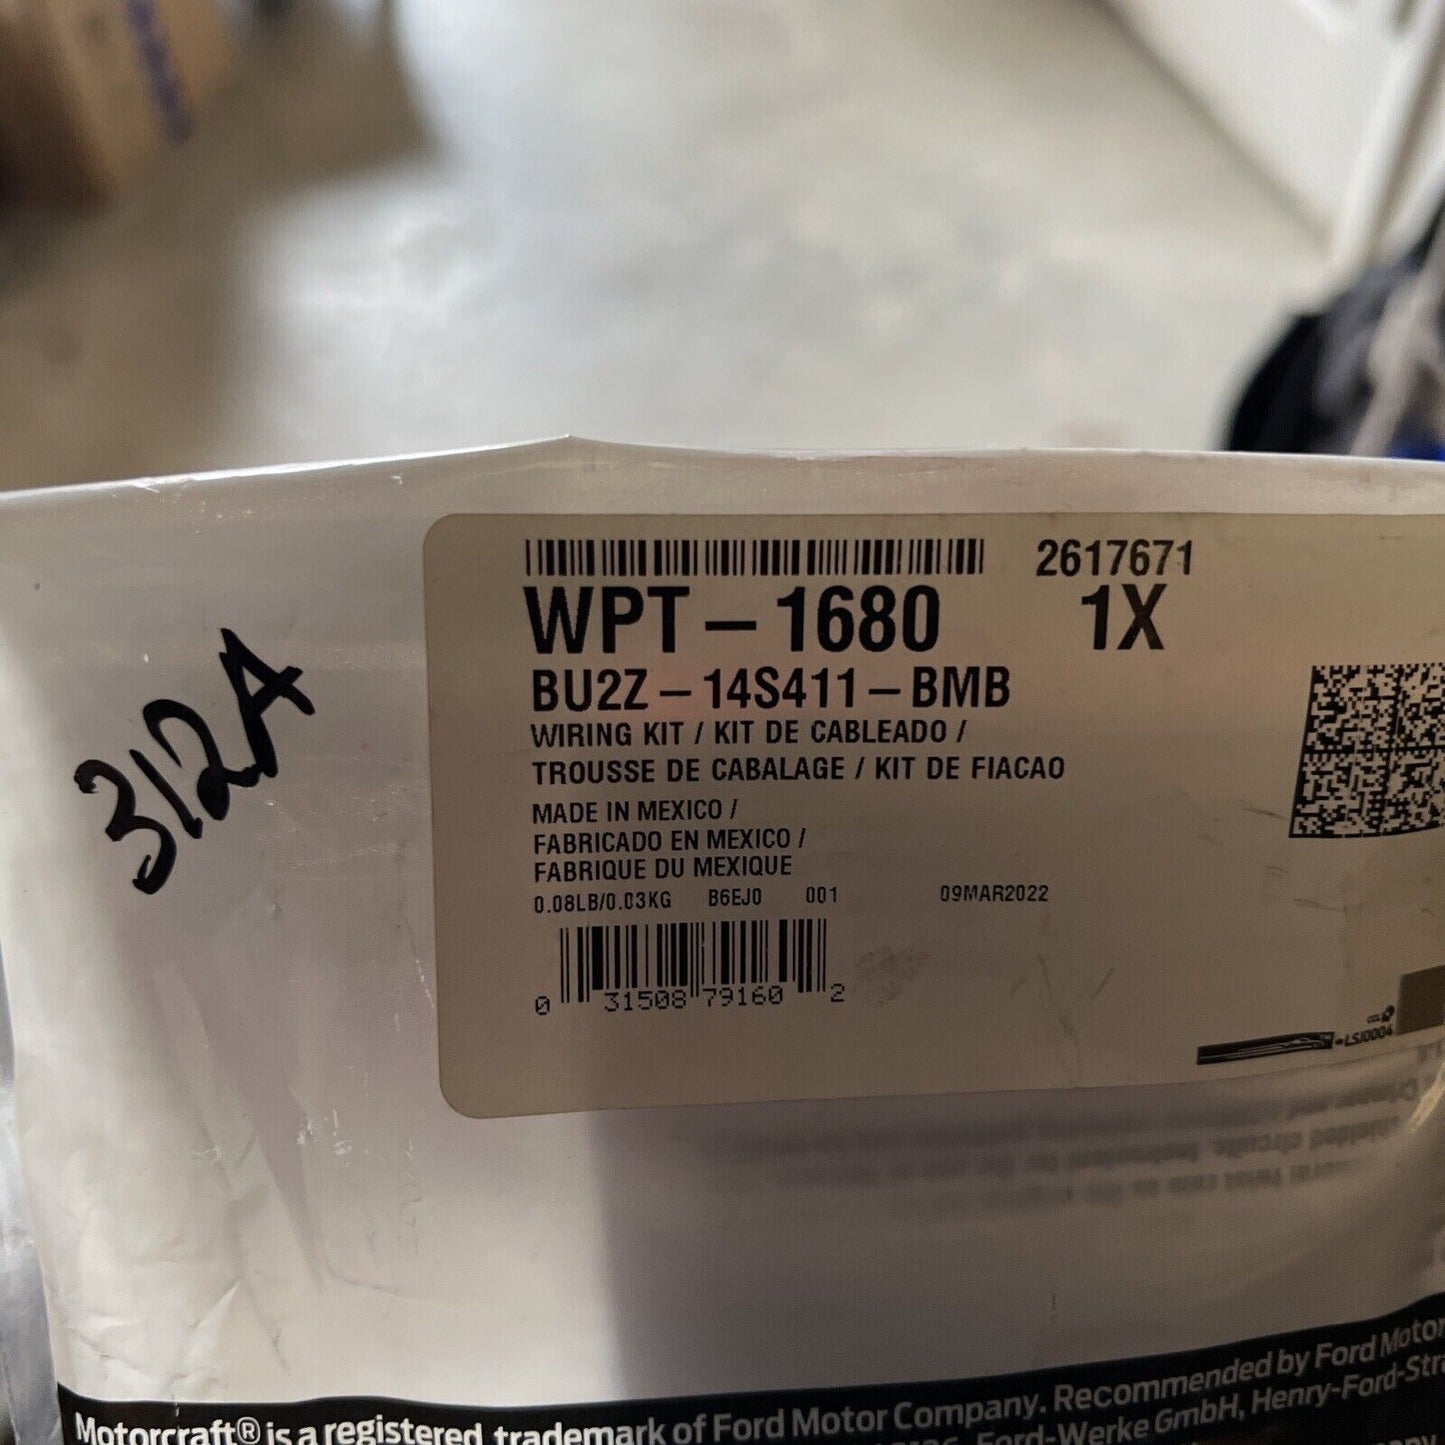 2617671
WPT-1680 1X
BU2Z-14S411-BMB
WIRING KIT / KIT DE CABLEADO /
TROUSSE DE CABALAGE / KIT DE FIACAO
MADE IN MEXICO /
FABRICADO EN MEXICO /
FABRIQUE DU MEXIQUE
0.08LB/0.03KG B6EJ0 001 09MAR2022
0 31508 79160 2
CCL
LSJ0004
312A
Motorcraft® is a registered trademark of Ford Motor Company. Recommended by Ford Motor
Ford-Werke GmbH, Henry-Ford-Str